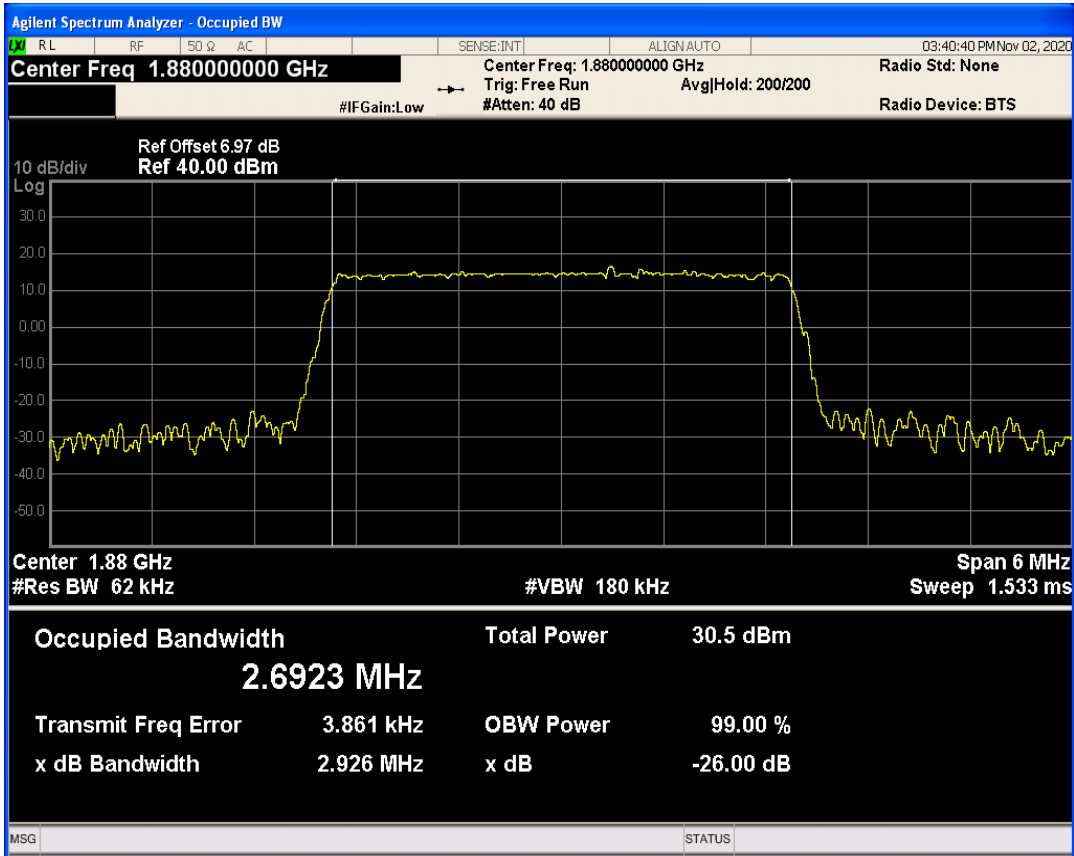 Agilent Spectrum Analyzer - Occupied BW
LXI RL RF 50 Ω AC SENSE:INT ALIGN AUTO 03:40:40 PM Nov 02, 2020
Center Freq 1.880000000 GHz Center Freq: 1.880000000 GHz Radio Std: None
Trig: Free Run Avg|Hold: 200/200
#IFGain:Low #Atten: 40 dB Radio Device: BTS
Ref Offset 6.97 dB
10 dB/div Ref 40.00 dBm
Log
30.0
20.0
10.0
0.00
-10.0
-20.0
-30.0
-40.0
-50.0
Center 1.88 GHz Span 6 MHz
#Res BW 62 kHz #VBW 180 kHz Sweep 1.533 ms
Occupied Bandwidth Total Power 30.5 dBm
2.6923 MHz
Transmit Freq Error 3.861 kHz OBW Power 99.00 %
x dB Bandwidth 2.926 MHz x dB -26.00 dB
MSG STATUS